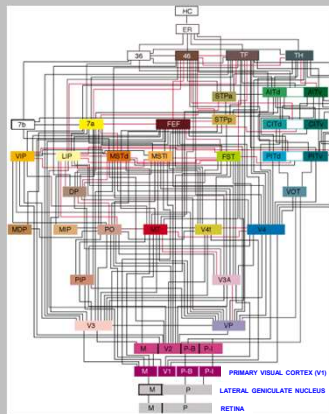 HC
ER
36 46 TF TH
STPa AITd AITv
7b 7a FEF STPp CITd CITv
VIP LIP MSTd MSTl FST PITd PITv
DP VOT
MDP MIP PO MT V4t V4
PIP V3A
V3 VP
M V2 P-B P-I
M V1 P-B P-I PRIMARY VISUAL CORTEX (V1)
M P LATERAL GENICULATE NUCLEUS
M P RETINA